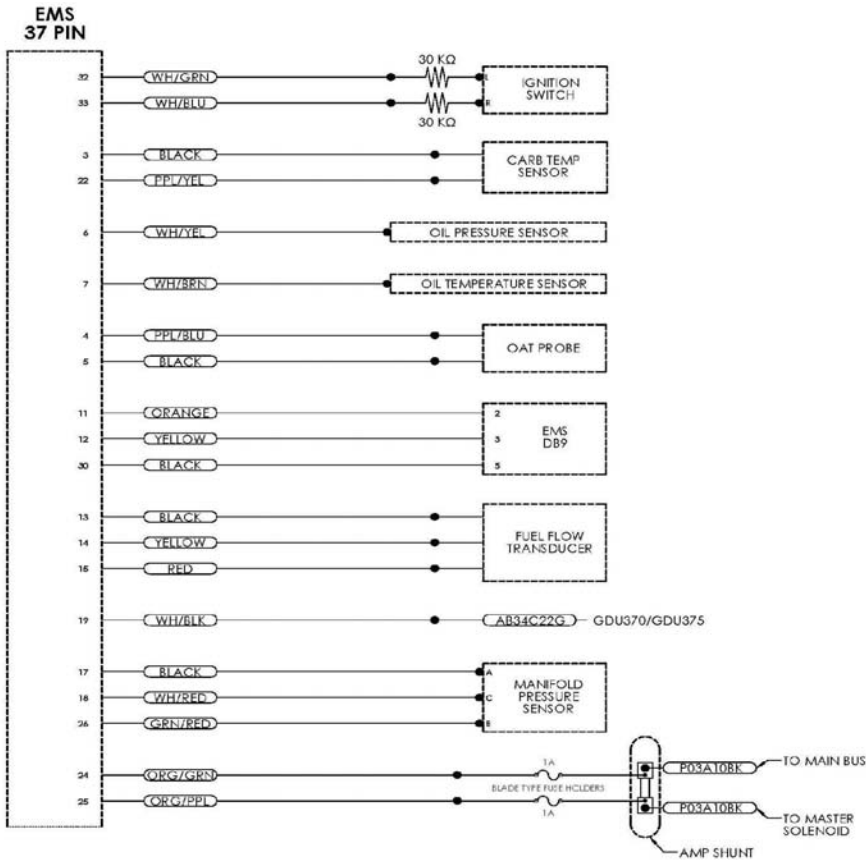 EMS
37 PIN
32 WH/GRN 30 KΩ L
33 WH/BLU 30 KΩ R
IGNITION
SWITCH
3 BLACK
22 PPL/YEL
CARB TEMP
SENSOR
6 WH/YEL OIL PRESSURE SENSOR
7 WH/BRN OIL TEMPERATURE SENSOR
4 PPL/BLU
5 BLACK
OAT PROBE
11 ORANGE 2
12 YELLOW 3
30 BLACK 5
EMS
DB9
13 BLACK
14 YELLOW
15 RED
FUEL FLOW
TRANSDUCER
19 WH/BLK AB34C22G GDU370/GDU375
17 BLACK A
18 WH/RED C
26 GRN/RED B
MANIFOLD
PRESSURE
SENSOR
24 ORG/GRN 1A P03A10BK TO MAIN BUS
BLADE TYPE FUSE HOLDERS
25 ORG/PPL 1A P03A10BK
TO MASTER
SOLENOID
AMP SHUNT